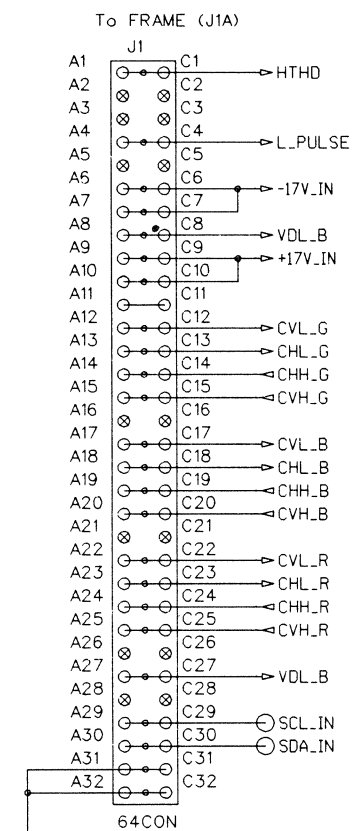 To FRAME (J1A)
J1
A1 C1 HTHD
A2 C2
A3 C3
A4 C4 L_PULSE
A5 C5
A6 C6 -17V_IN
A7 C7
A8 C8 VDL_B
A9 C9 +17V_IN
A10 C10
A11 C11
A12 C12 CVL_G
A13 C13 CHL_G
A14 C14 CHH_G
A15 C15 CVH_G
A16 C16
A17 C17 CVL_B
A18 C18 CHL_B
A19 C19 CHH_B
A20 C20 CVH_B
A21 C21
A22 C22 CVL_R
A23 C23 CHL_R
A24 C24 CHH_R
A25 C25 CVH_R
A26 C26
A27 C27 VDL_B
A28 C28
A29 C29 SCL_IN
A30 C30 SDA_IN
A31 C31
A32 C32
64CON